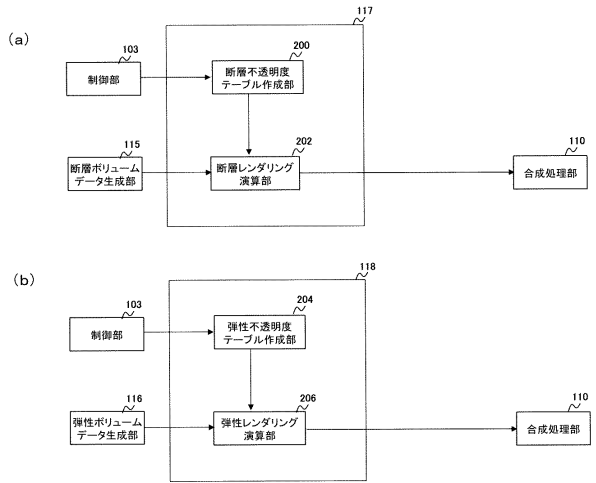 117
(a)
103
制御部
200
断層不透明度
テーブル作成部
115
断層ボリューム
データ生成部
202
断層レンダリング
演算部
110
合成処理部
118
(b)
103
制御部
204
弾性不透明度
テーブル作成部
116
弾性ボリューム
データ生成部
206
弾性レンダリング
演算部
110
合成処理部